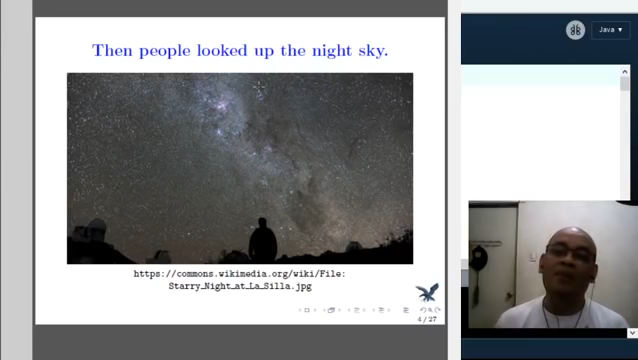 Then people looked up the night sky.
https://commons.wikimedia.org/wiki/File:
Starry_Night_at_La_Silla.jpg
4 / 27
Java ▾